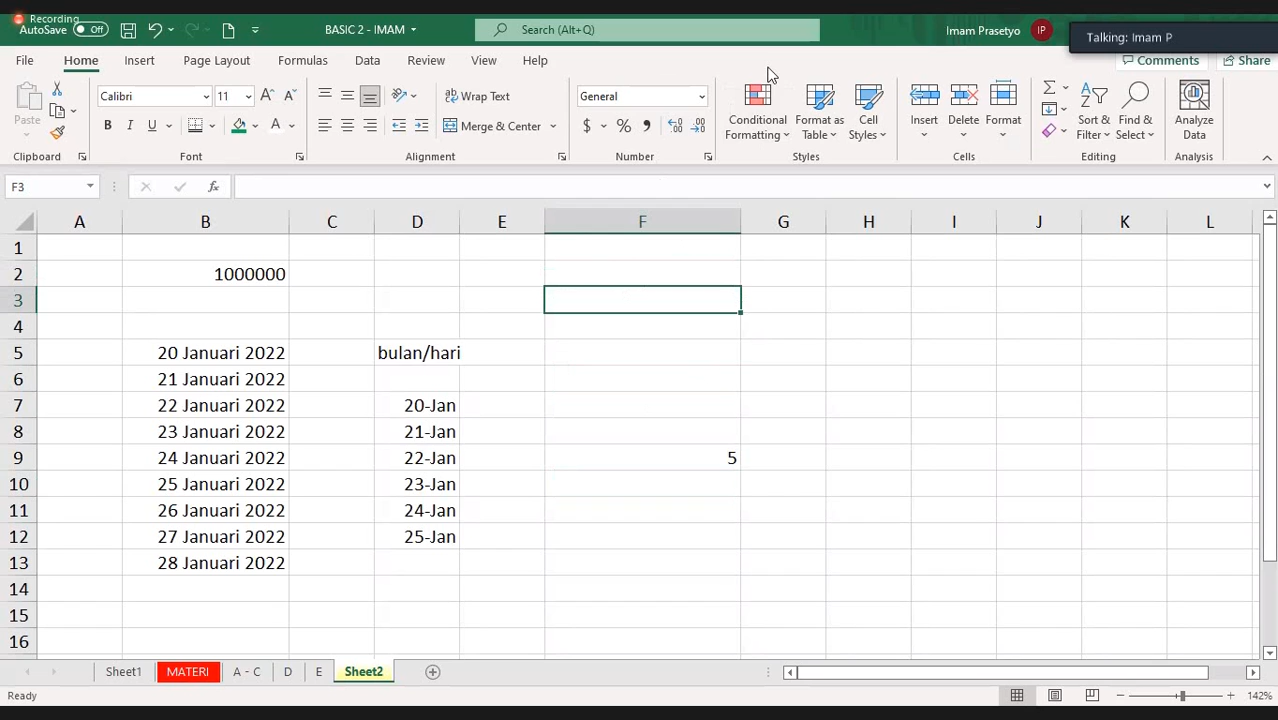 Recording
AutoSave Off
BASIC 2 - IMAM
Search (Alt+Q)
Imam Prasetyo IP
Talking: Imam P
File Home Insert Page Layout Formulas Data Review View Help
Comments Share
Paste
Calibri 11
B I U A
Wrap Text
Merge & Center
General
$ % ,
Conditional Formatting
Format as Table
Cell Styles
Insert
Delete
Format
Sort & Filter
Find & Select
Analyze Data
Clipboard Font Alignment Number Styles Cells Editing Analysis
F3 fx
A B C D E F G H I J K L
1
2 1000000
3
4
5 20 Januari 2022 bulan/hari
6 21 Januari 2022
7 22 Januari 2022 20-Jan
8 23 Januari 2022 21-Jan
9 24 Januari 2022 22-Jan 5
10 25 Januari 2022 23-Jan
11 26 Januari 2022 24-Jan
12 27 Januari 2022 25-Jan
13 28 Januari 2022
14
15
16
Sheet1 MATERI A - C D E Sheet2
Ready 142%